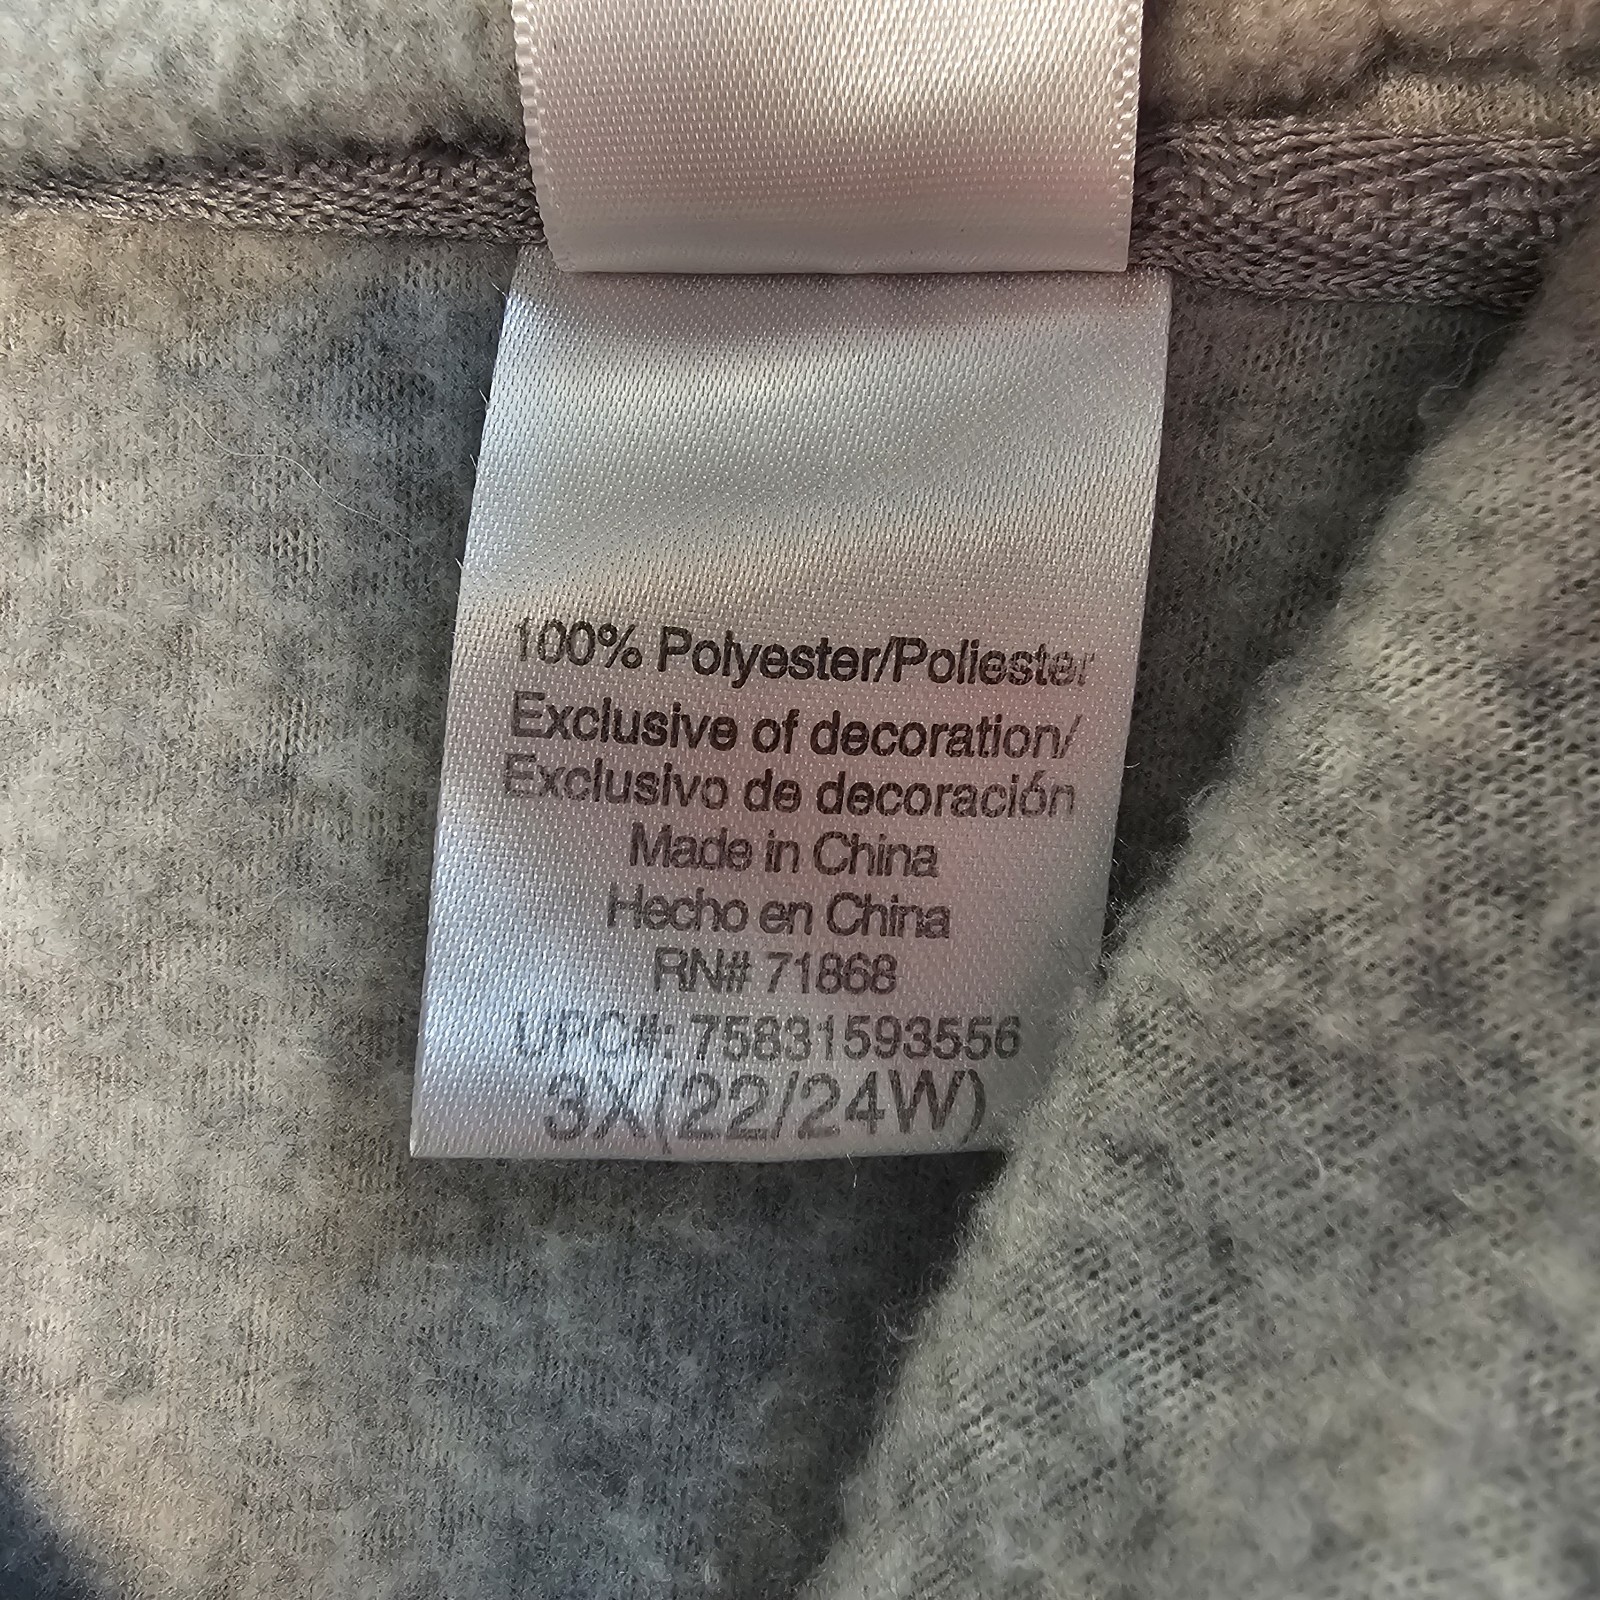 100% Polyester/Poliester
Exclusive of decoration/
Exclusivo de decoración
Made in China
Hecho en China
RN# 71868
UPC#: 75831593556
3X(22/24W)